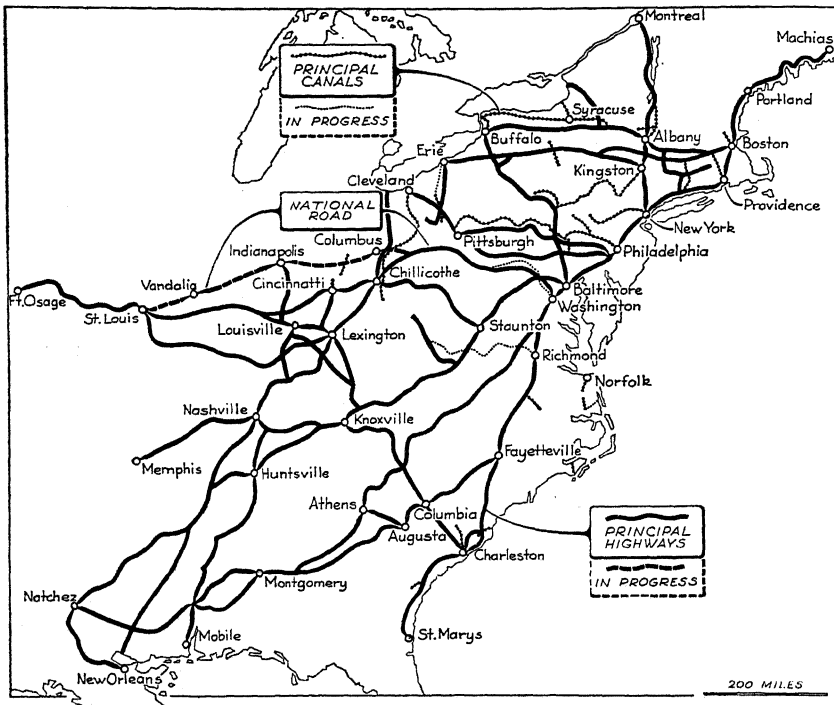 Montreal
Machias
PRINCIPAL
CANALS
IN PROGRESS
Syracuse
Portland
Buffalo
Albany
Boston
Erie
Kingston
Cleveland
Providence
NATIONAL
ROAD
New York
Columbus
Pittsburgh
Philadelphia
Indianapolis
Vandalia
Cincinnatti
Chillicothe
Baltimore
Washington
Ft. Osage
St. Louis
Louisville
Lexington
Staunton
Richmond
Norfolk
Nashville
Knoxville
Memphis
Huntsville
Fayetteville
Athens
Columbia
Augusta
PRINCIPAL
HIGHWAYS
IN PROGRESS
Charleston
Montgomery
Natchez
Mobile
St. Marys
New Orleans
200 MILES